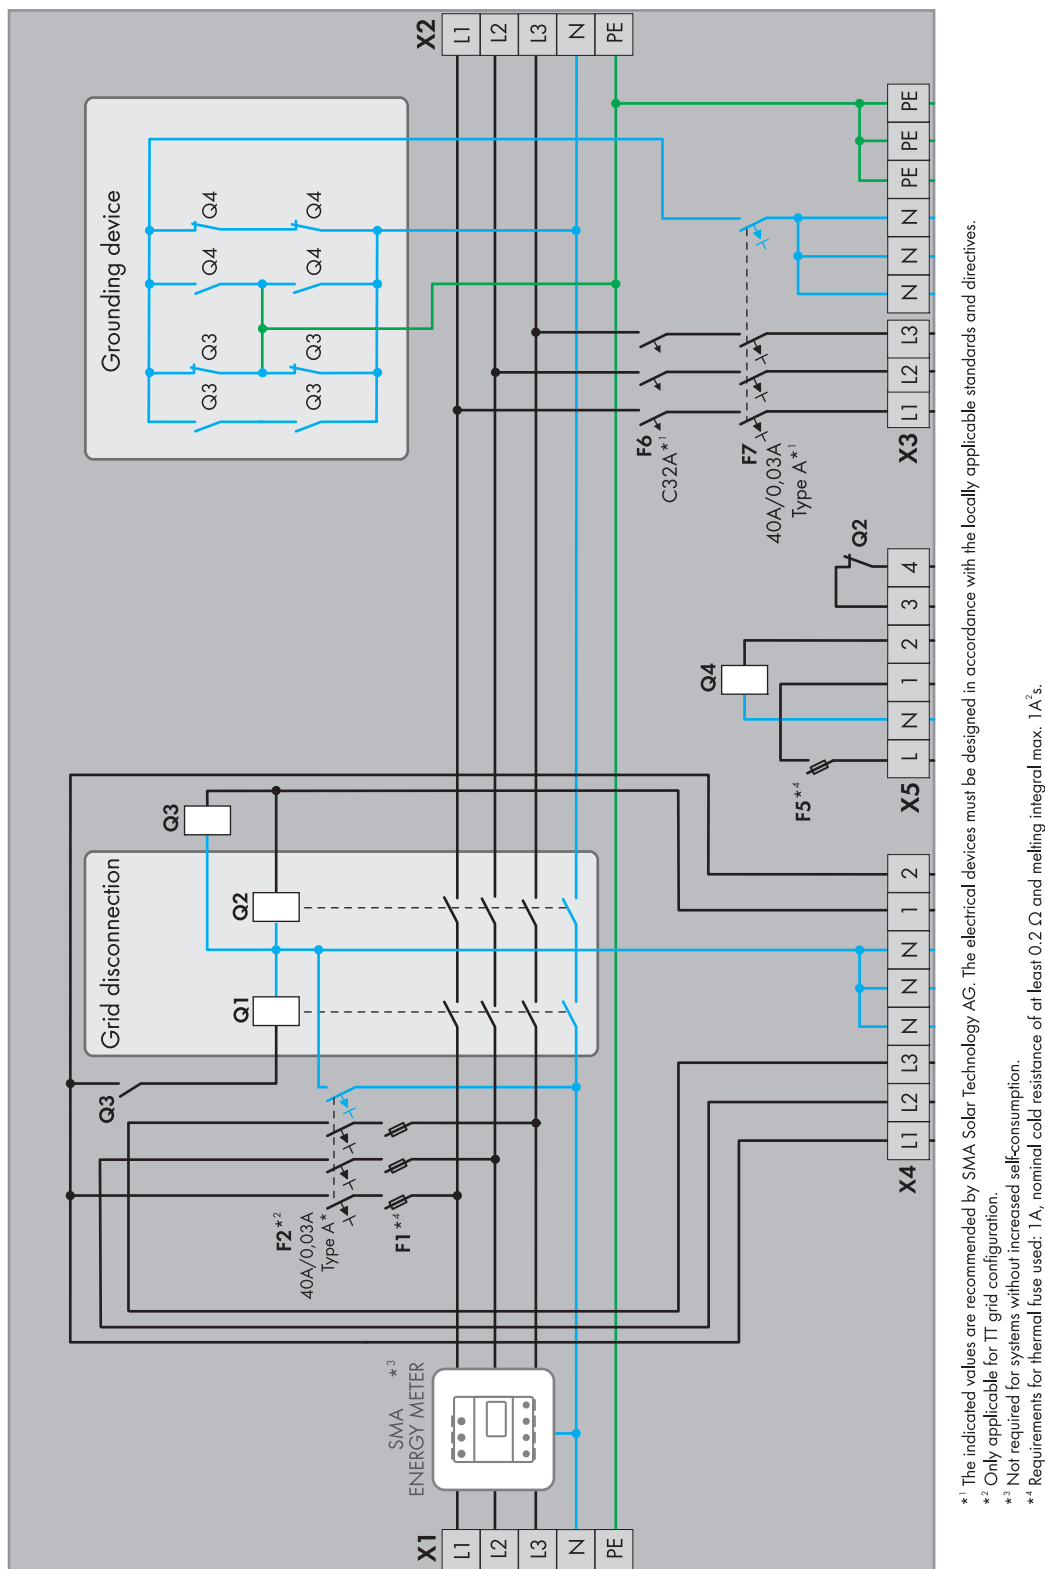 X1
L1
L2
L3
N
PE
SMA *3
ENERGY METER
F2*2
40A/0,03A
Type A*
F1*4
Q3
Grid disconnection
Q1
Q2
Q3
X4
L1
L2
L3
N
N
N
1
2
F5*4
X5
L
N
1
2
3
4
Q4
Q2
Grounding device
Q3
Q3
Q3
Q3
Q4
Q4
Q4
Q4
F6
C32A*1
F7
40A/0,03A
Type A*1
X3
L1
L2
L3
N
N
N
PE
PE
PE
X2
L1
L2
L3
N
PE
*1 The indicated values are recommended by SMA Solar Technology AG. The electrical devices must be designed in accordance with the locally applicable standards and directives.
*2 Only applicable for TT grid configuration.
*3 Not required for systems without increased self-consumption.
*4 Requirements for thermal fuse used: 1A, nominal cold resistance of at least 0.2 Ω and melting integral max. 1A²s.